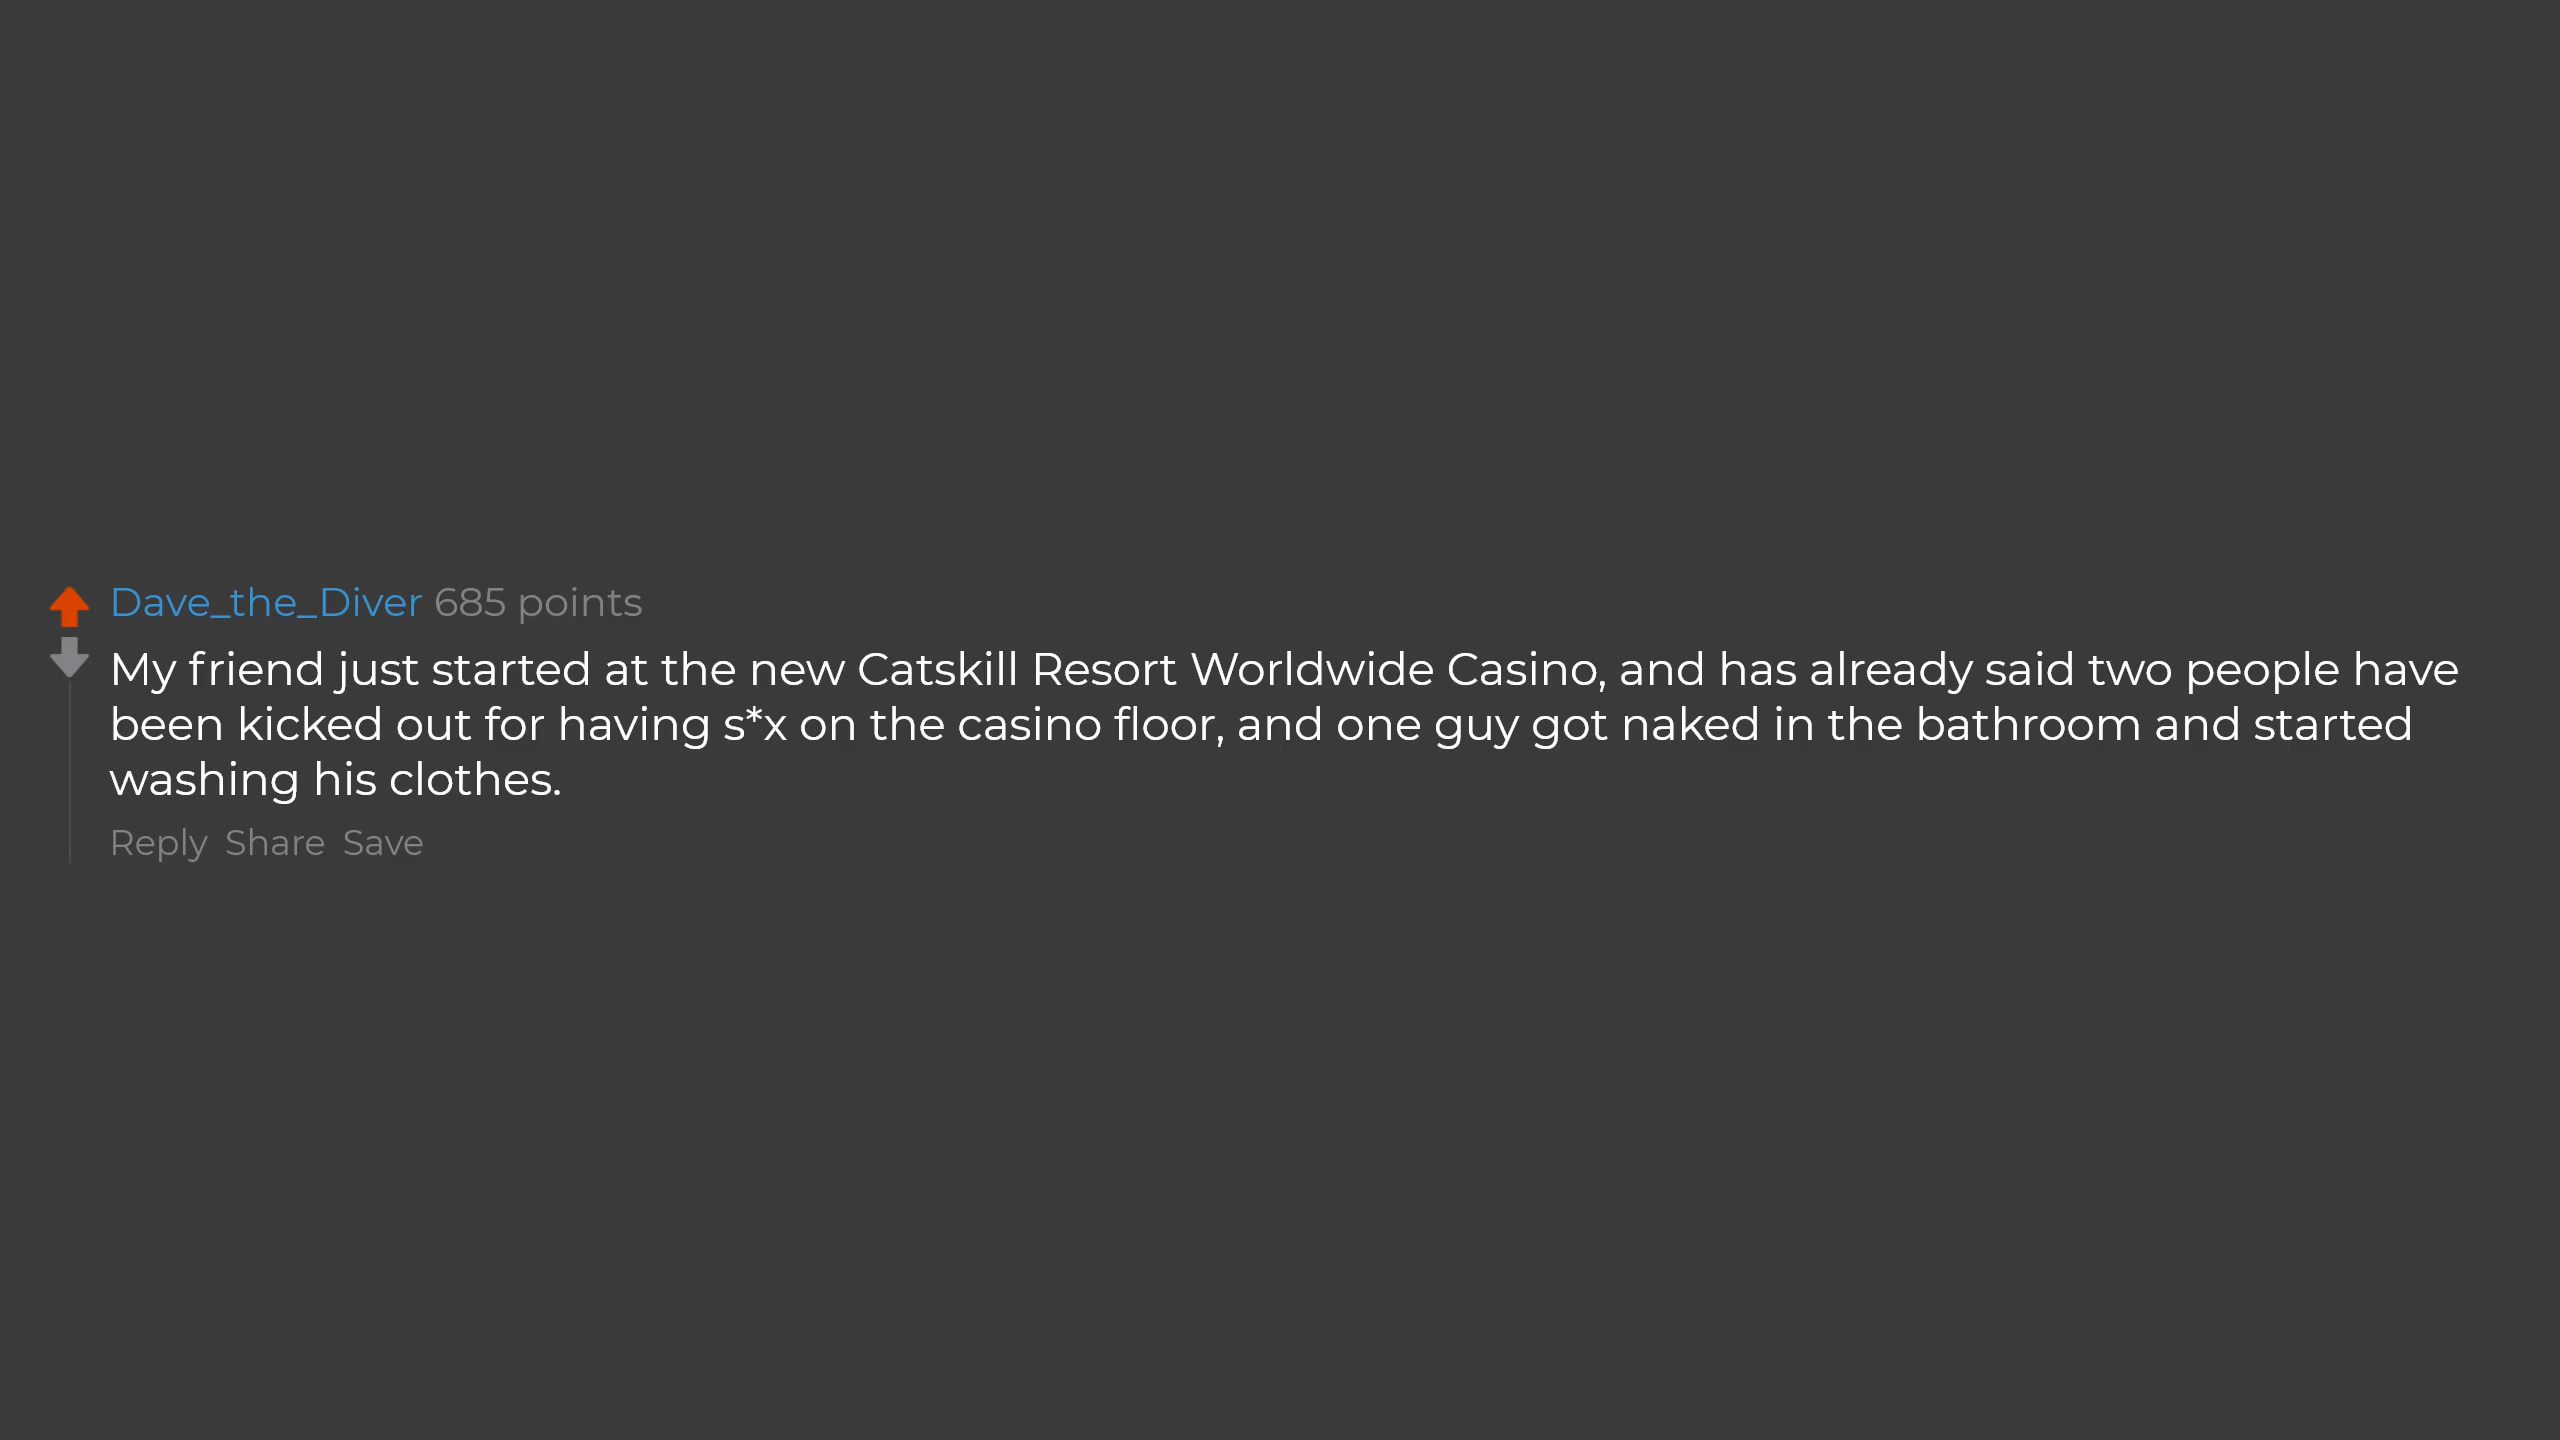 Dave_the_Diver 685 points
My friend just started at the new Catskill Resort Worldwide Casino, and has already said two people have
been kicked out for having s*x on the casino floor, and one guy got naked in the bathroom and started
washing his clothes.
Reply Share Save